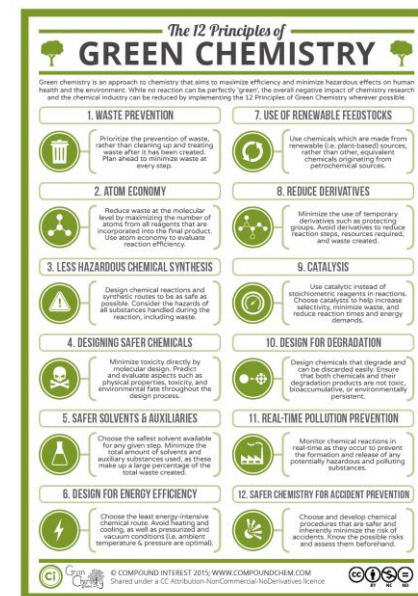 The 12 Principles of
GREEN CHEMISTRY
Green chemistry is an approach to chemistry that aims to maximize efficiency and minimize hazardous effects on human
health and the environment. While no reaction can be perfectly 'green', the overall negative impact of chemistry research
and the chemical industry can be reduced by implementing the 12 Principles of Green Chemistry wherever possible.
1. WASTE PREVENTION
Prioritize the prevention of waste,
rather than cleaning up and treating
waste after it has been created.
Plan ahead to minimize waste at
every step.
2. ATOM ECONOMY
Reduce waste at the molecular
level by maximizing the number of
atoms from all reagents that are
incorporated into the final product.
Use atom economy to evaluate
reaction efficiency.
3. LESS HAZARDOUS CHEMICAL SYNTHESIS
Design chemical reactions and
synthetic routes to be as safe as
possible. Consider the hazards of
all substances handled during the
reaction, including waste.
4. DESIGNING SAFER CHEMICALS
Minimize toxicity directly by
molecular design. Predict
and evaluate aspects such as
physical properties, toxicity, and
environmental fate throughout the
design process.
5. SAFER SOLVENTS & AUXILIARIES
Choose the safest solvent available
for any given step. Minimize the
total amount of solvents and
auxiliary substances used, as these
make up a large percentage of the
total waste created.
6. DESIGN FOR ENERGY EFFICIENCY
Choose the least energy-intensive
chemical route. Avoid heating and
cooling, as well as pressurized and
vacuum conditions (i.e. ambient
temperature & pressure are optimal).
7. USE OF RENEWABLE FEEDSTOCKS
Use chemicals which are made from
renewable (i.e. plant-based) sources,
rather than other, equivalent
chemicals originating from
petrochemical sources.
8. REDUCE DERIVATIVES
Minimize the use of temporary
derivatives such as protecting
groups. Avoid derivatives to reduce
reaction steps, resources required,
and waste created.
9. CATALYSIS
Use catalytic instead of
stoichiometric reagents in reactions.
Choose catalysts to help increase
selectivity, minimize waste, and
reduce reaction times and energy
demands.
10. DESIGN FOR DEGRADATION
Design chemicals that degrade and
can be discarded easily. Ensure
that both chemicals and their
degradation products are not toxic,
bioaccumulative, or environmentally
persistent.
11. REAL-TIME POLLUTION PREVENTION
Monitor chemical reactions in
real-time as they occur to prevent
the formation and release of any
potentially hazardous and polluting
substances.
12. SAFER CHEMISTRY FOR ACCIDENT PREVENTION
Choose and develop chemical
procedures that are safer and
inherently minimize the risk of
accidents. Know the possible risks
and assess them beforehand.
Ci
© COMPOUND INTEREST 2015; WWW.COMPOUNDCHEM.COM
Shared under a CC Attribution-NonCommercial-NoDerivatives licence.
CC
BY NC ND